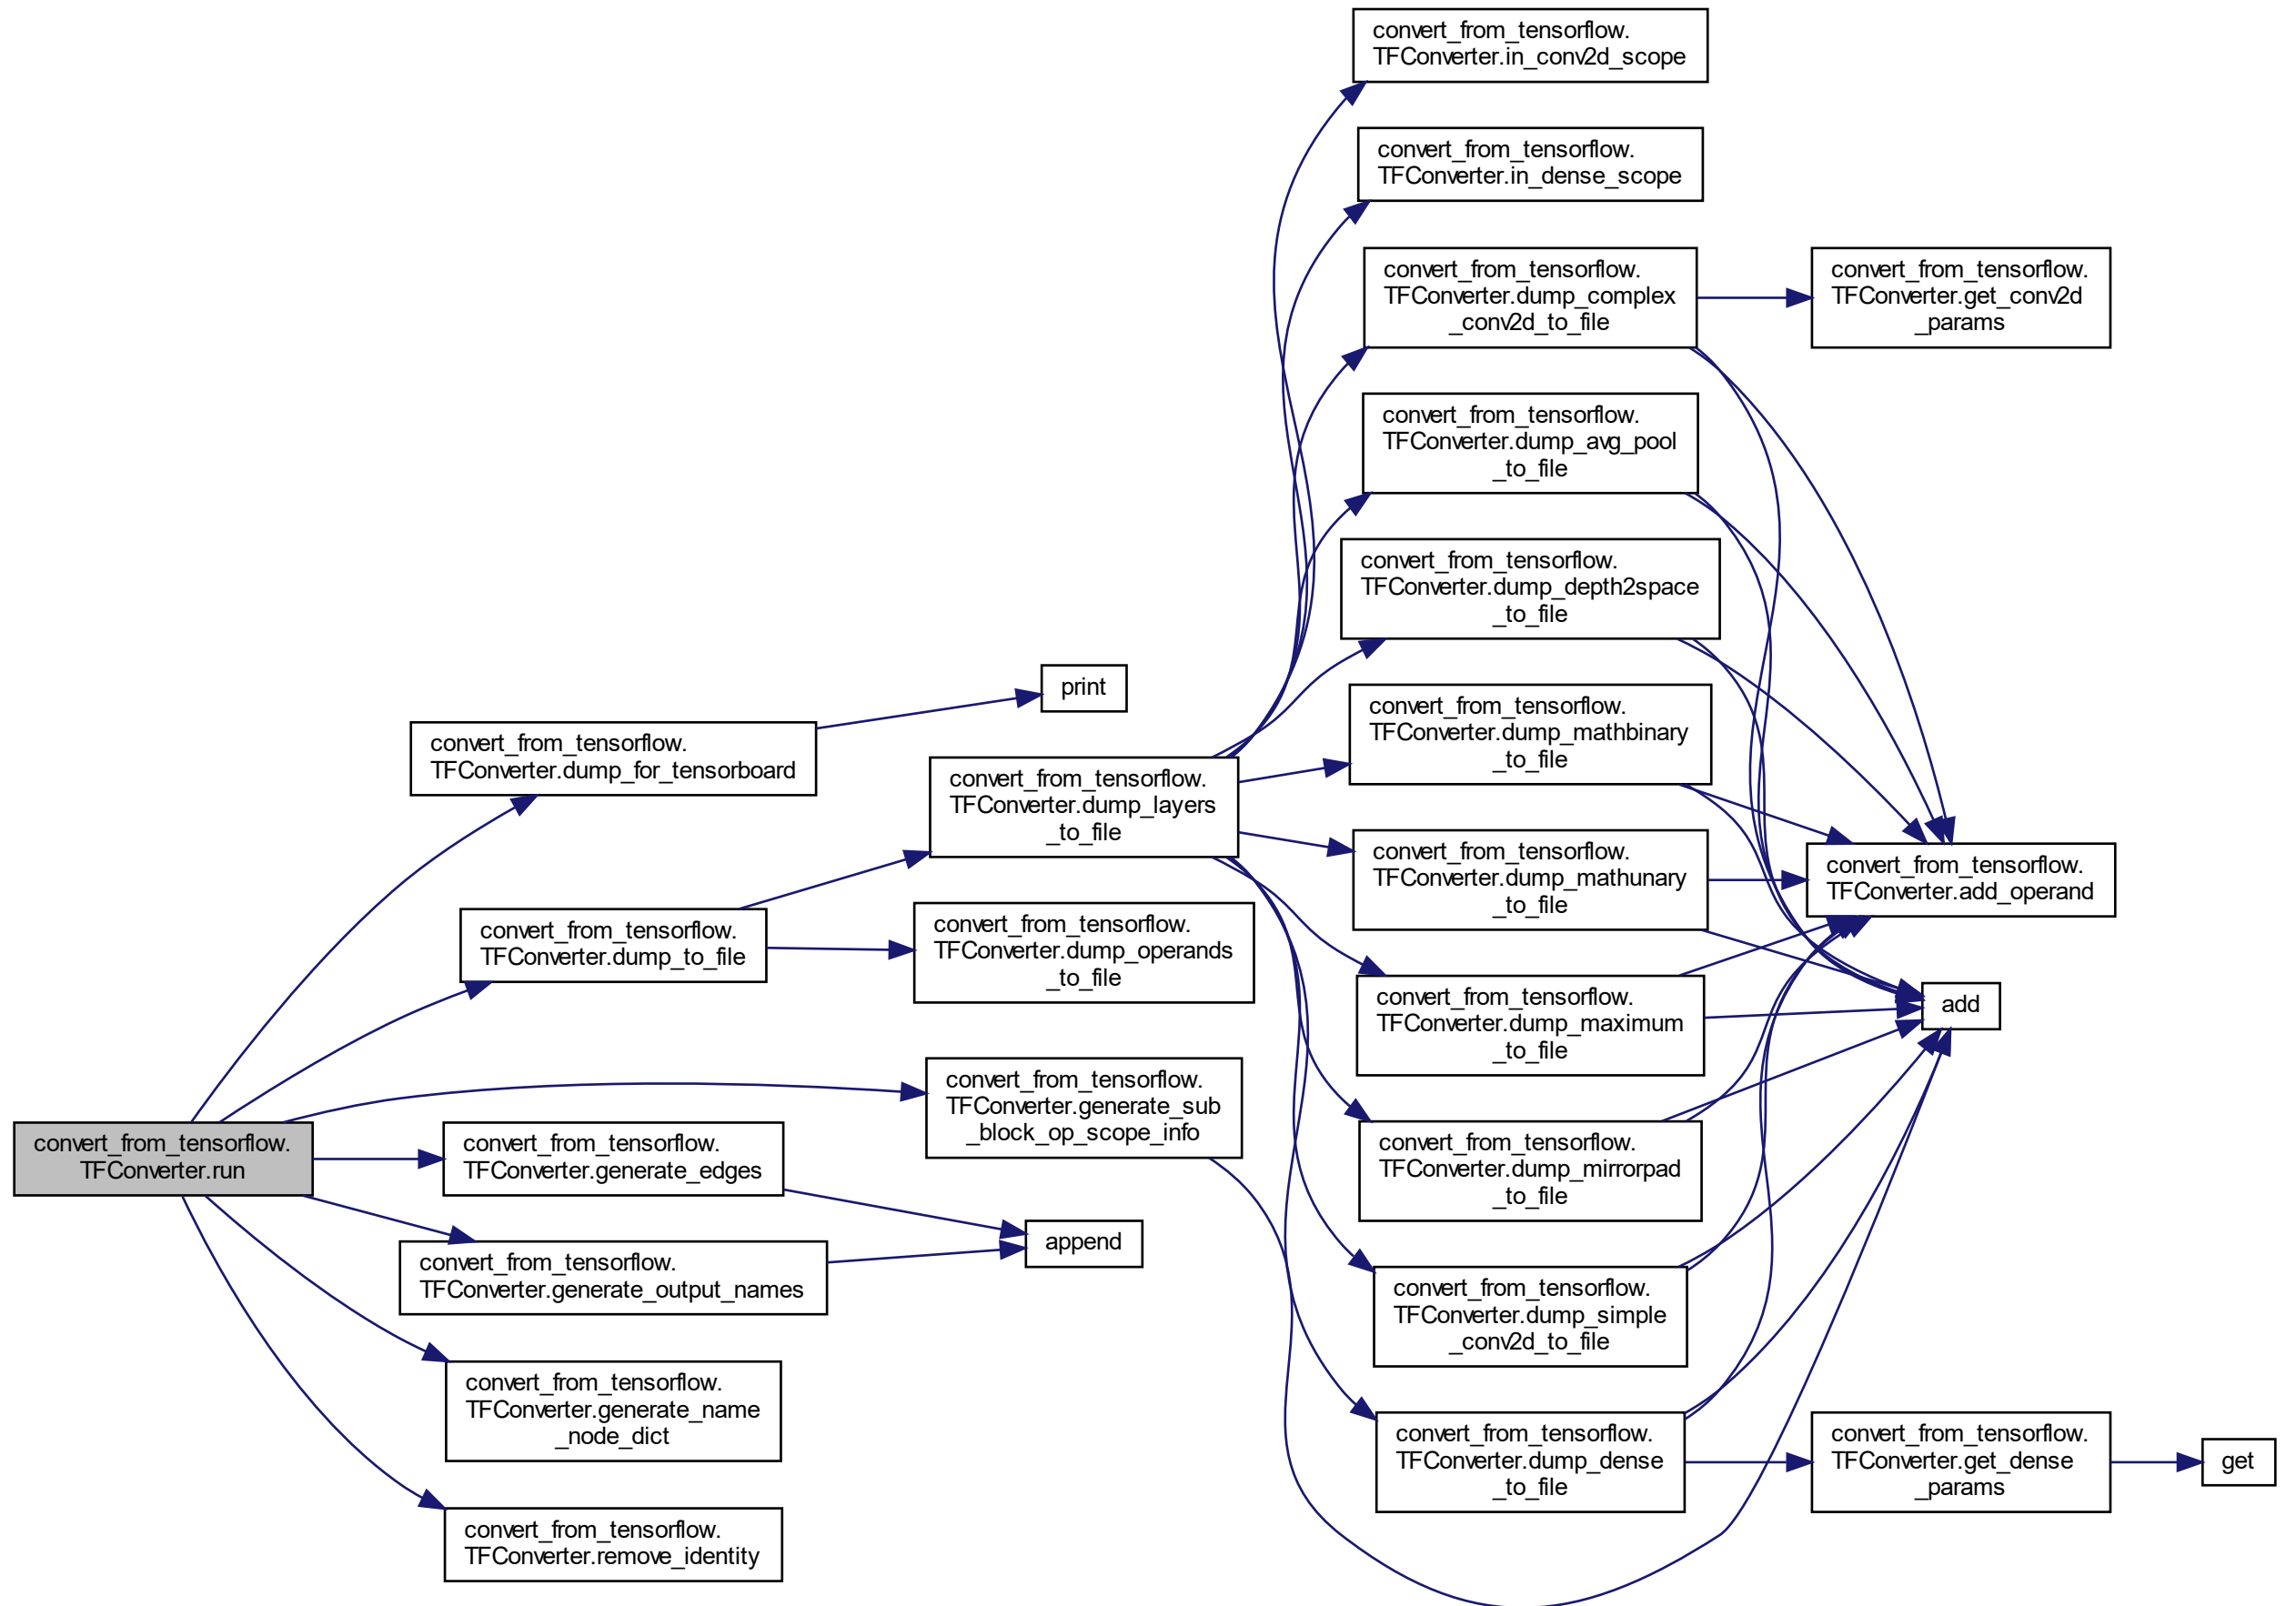 convert_from_tensorflow.
TFConverter.run
convert_from_tensorflow.
TFConverter.dump_for_tensorboard
print
convert_from_tensorflow.
TFConverter.dump_to_file
convert_from_tensorflow.
TFConverter.dump_layers
_to_file
convert_from_tensorflow.
TFConverter.dump_operands
_to_file
convert_from_tensorflow.
TFConverter.generate_sub
_block_op_scope_info
convert_from_tensorflow.
TFConverter.generate_edges
convert_from_tensorflow.
TFConverter.generate_output_names
append
convert_from_tensorflow.
TFConverter.generate_name
_node_dict
convert_from_tensorflow.
TFConverter.remove_identity
convert_from_tensorflow.
TFConverter.in_conv2d_scope
convert_from_tensorflow.
TFConverter.in_dense_scope
convert_from_tensorflow.
TFConverter.dump_complex
_conv2d_to_file
convert_from_tensorflow.
TFConverter.dump_avg_pool
_to_file
convert_from_tensorflow.
TFConverter.dump_depth2space
_to_file
convert_from_tensorflow.
TFConverter.dump_mathbinary
_to_file
convert_from_tensorflow.
TFConverter.dump_mathunary
_to_file
convert_from_tensorflow.
TFConverter.dump_maximum
_to_file
convert_from_tensorflow.
TFConverter.dump_mirrorpad
_to_file
convert_from_tensorflow.
TFConverter.dump_simple
_conv2d_to_file
convert_from_tensorflow.
TFConverter.dump_dense
_to_file
convert_from_tensorflow.
TFConverter.get_conv2d
_params
convert_from_tensorflow.
TFConverter.add_operand
add
convert_from_tensorflow.
TFConverter.get_dense
_params
get